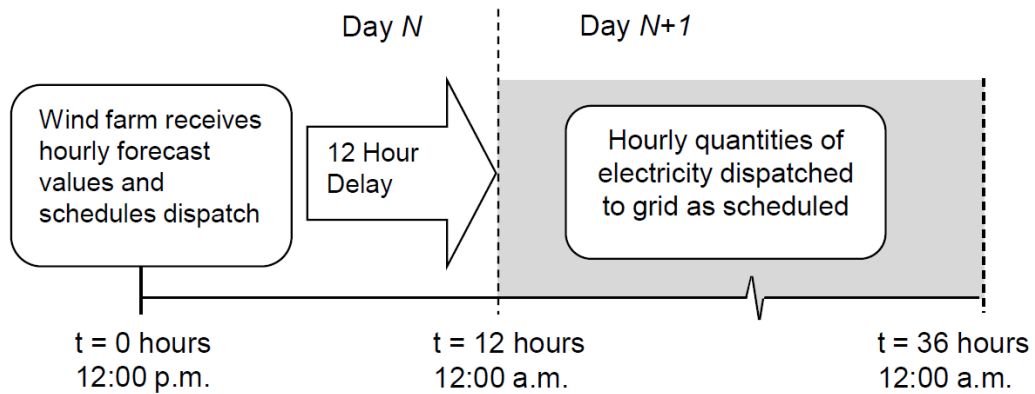 Day N
Day N+1
Wind farm receives
hourly forecast
values and
schedules dispatch
12 Hour
Delay
Hourly quantities of
electricity dispatched
to grid as scheduled
t = 0 hours
12:00 p.m.
t = 12 hours
12:00 a.m.
t = 36 hours
12:00 a.m.